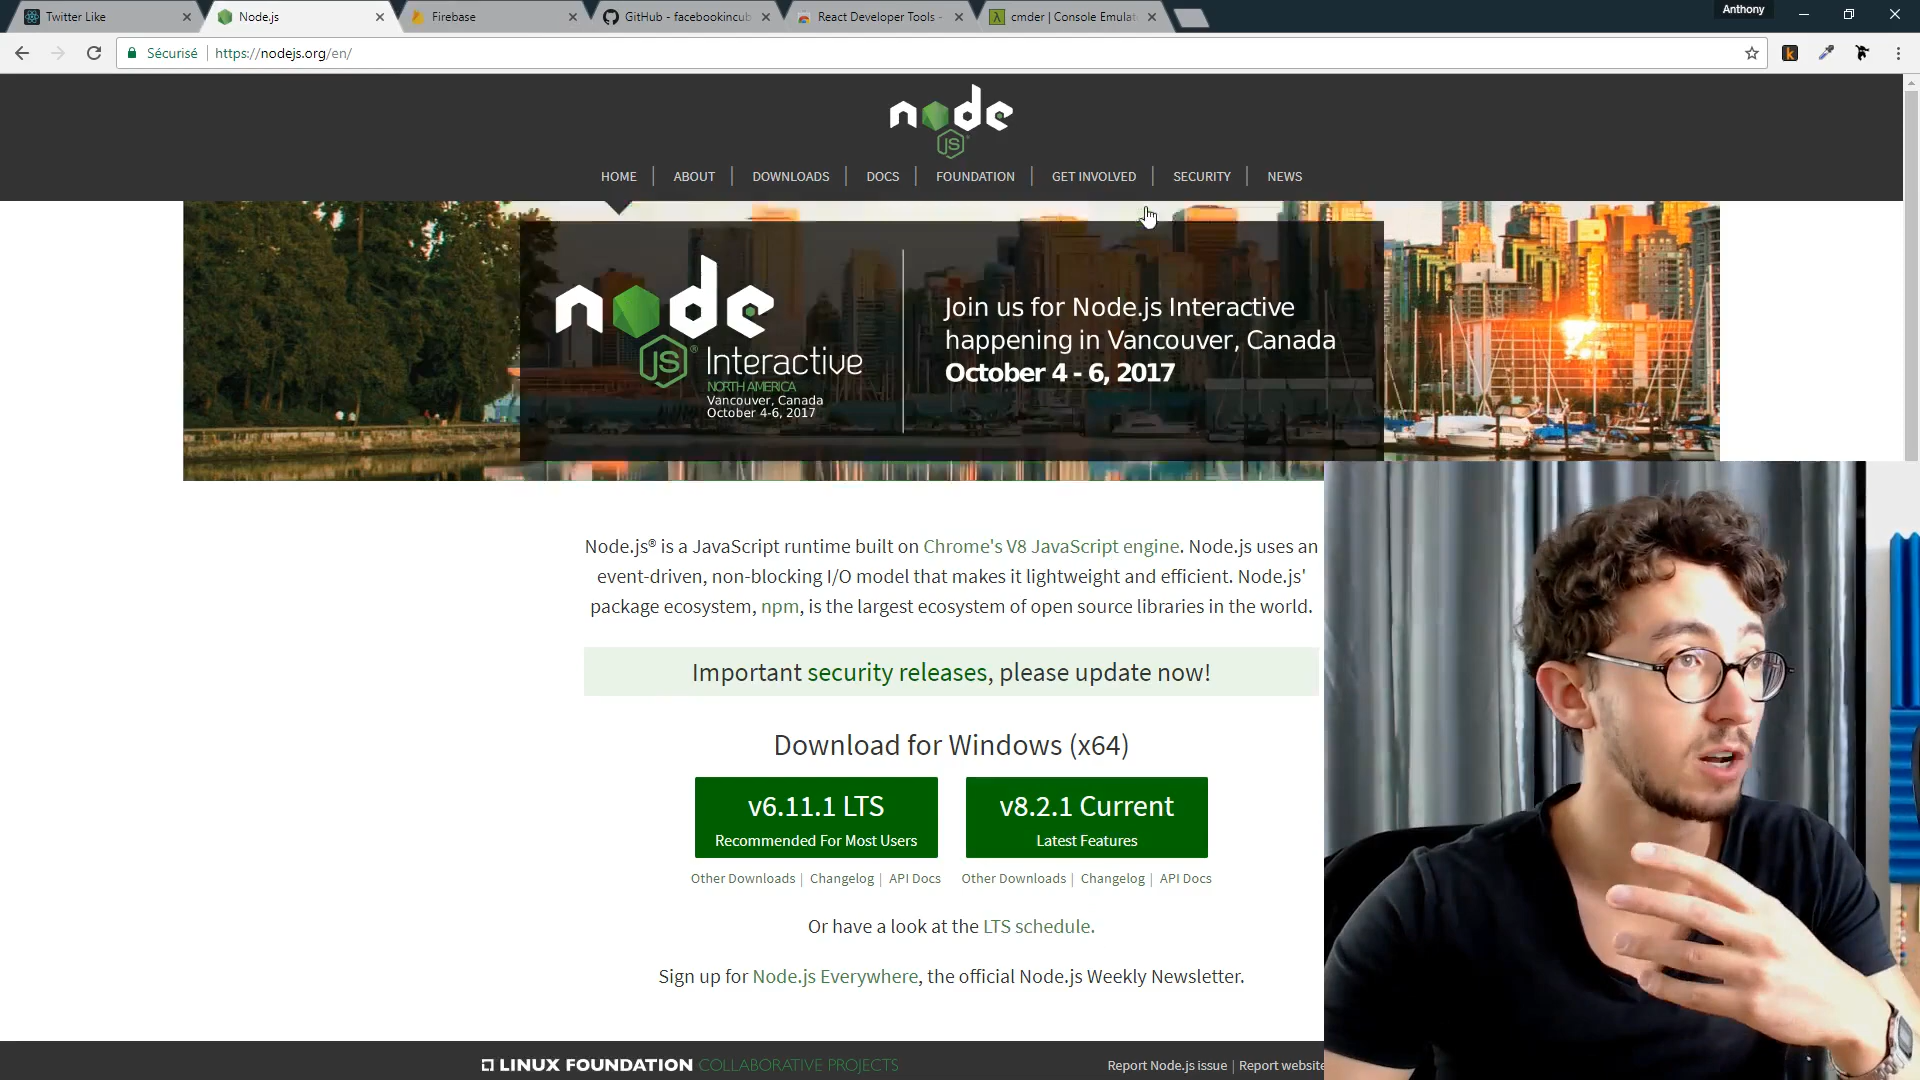 Twitter Like
Node.js
Firebase
GitHub - facebookincub
React Developer Tools -
cmder | Console Emulat
Anthony
Sécurisé
https://nodejs.org/en/
node
JS
HOME
ABOUT
DOWNLOADS
DOCS
FOUNDATION
GET INVOLVED
SECURITY
NEWS
node
JS
Interactive
NORTH AMERICA
Vancouver, Canada
October 4-6, 2017
Join us for Node.js Interactive
happening in Vancouver, Canada
October 4 - 6, 2017
Node.js® is a JavaScript runtime built on Chrome's V8 JavaScript engine. Node.js uses an
event-driven, non-blocking I/O model that makes it lightweight and efficient. Node.js'
package ecosystem, npm, is the largest ecosystem of open source libraries in the world.
Important security releases, please update now!
Download for Windows (x64)
v6.11.1 LTS
Recommended For Most Users
v8.2.1 Current
Latest Features
Other Downloads | Changelog | API Docs
Other Downloads | Changelog | API Docs
Or have a look at the LTS schedule.
Sign up for Node.js Everywhere, the official Node.js Weekly Newsletter.
LINUX FOUNDATION COLLABORATIVE PROJECTS
Report Node.js issue | Report website